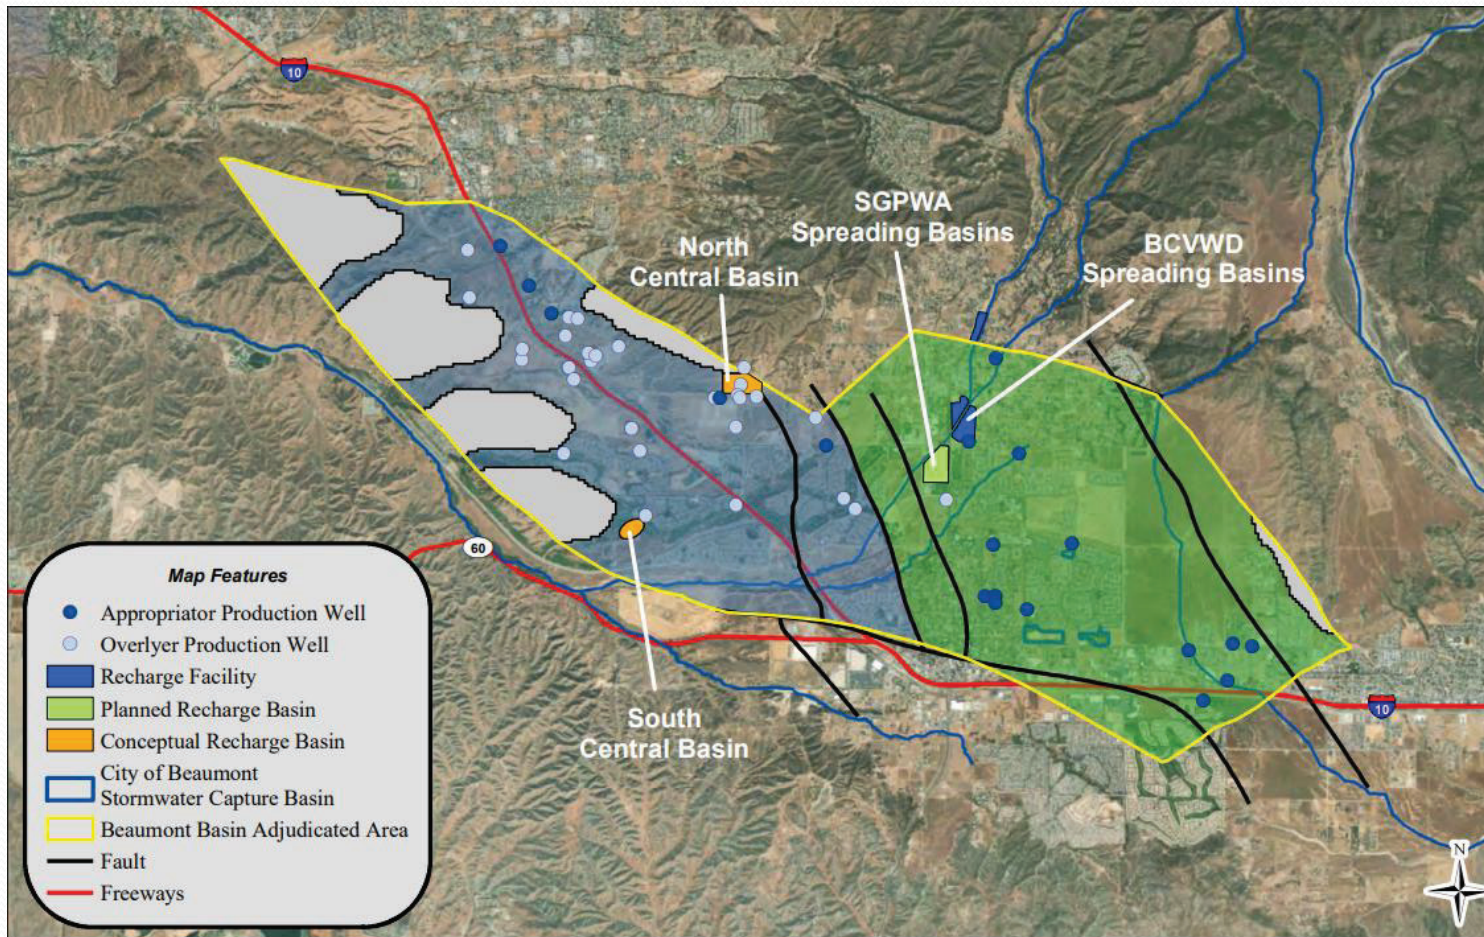 10
SGPWA
Spreading Basins
BCVWD
Spreading Basins
North
Central Basin
60
Map Features
Appropriator Production Well
Overlyer Production Well
Recharge Facility
Planned Recharge Basin
Conceptual Recharge Basin
City of Beaumont
Stormwater Capture Basin
Beaumont Basin Adjudicated Area
Fault
Freeways
South
Central Basin
10
N